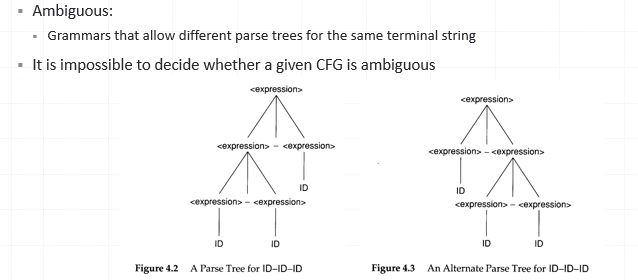 Ambiguous:
Grammars that allow different parse trees for the same terminal string
It is impossible to decide whether a given CFG is ambiguous
<expression>
<expression> – <expression>
ID
<expression> – <expression>
ID ID
Figure 4.2 A Parse Tree for ID–ID–ID
<expression>
<expression> – <expression>
ID
<expression> – <expression>
ID ID
Figure 4.3 An Alternate Parse Tree for ID–ID–ID